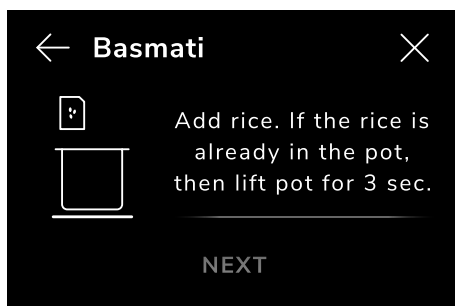 Basmati
Add rice. If the rice is
already in the pot,
then lift pot for 3 sec.
NEXT